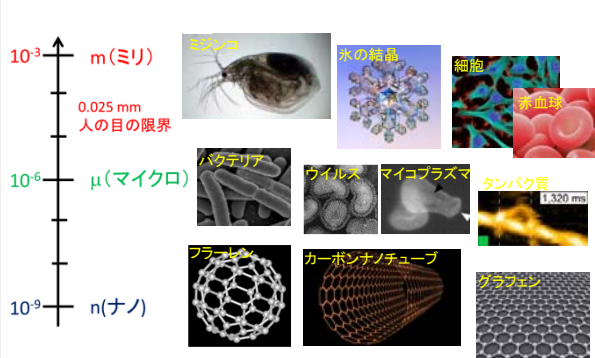 10-3 m(ミリ)
0.025 mm
人の目の限界
10-6 μ(マイクロ)
10-9 n(ナノ)
ミジンコ
氷の結晶
細胞
赤血球
バクテリア
ウイルス
マイコプラズマ
タンパク質
1,320 ms
フラーレン
カーボンナノチューブ
グラフェン